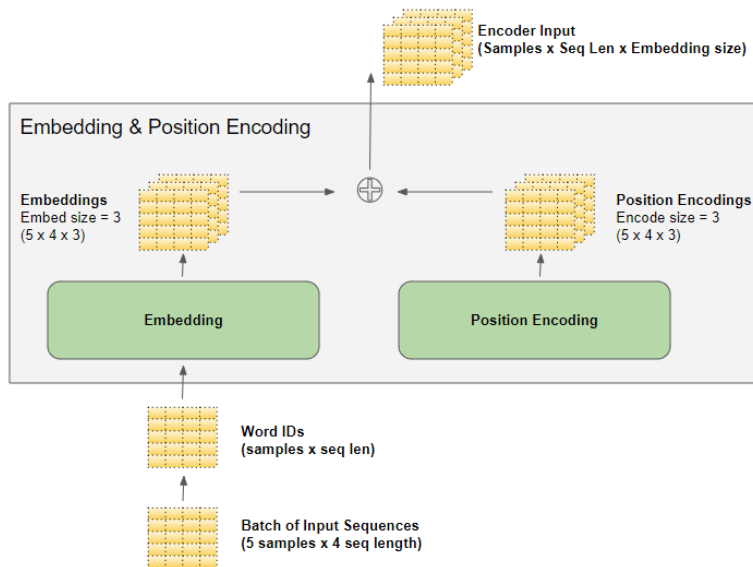 Encoder Input
(Samples x Seq Len x Embedding size)
Embedding & Position Encoding
Embeddings
Embed size = 3
(5 x 4 x 3)
Position Encodings
Encode size = 3
(5 x 4 x 3)
Embedding
Position Encoding
Word IDs
(samples x seq len)
Batch of Input Sequences
(5 samples x 4 seq length)